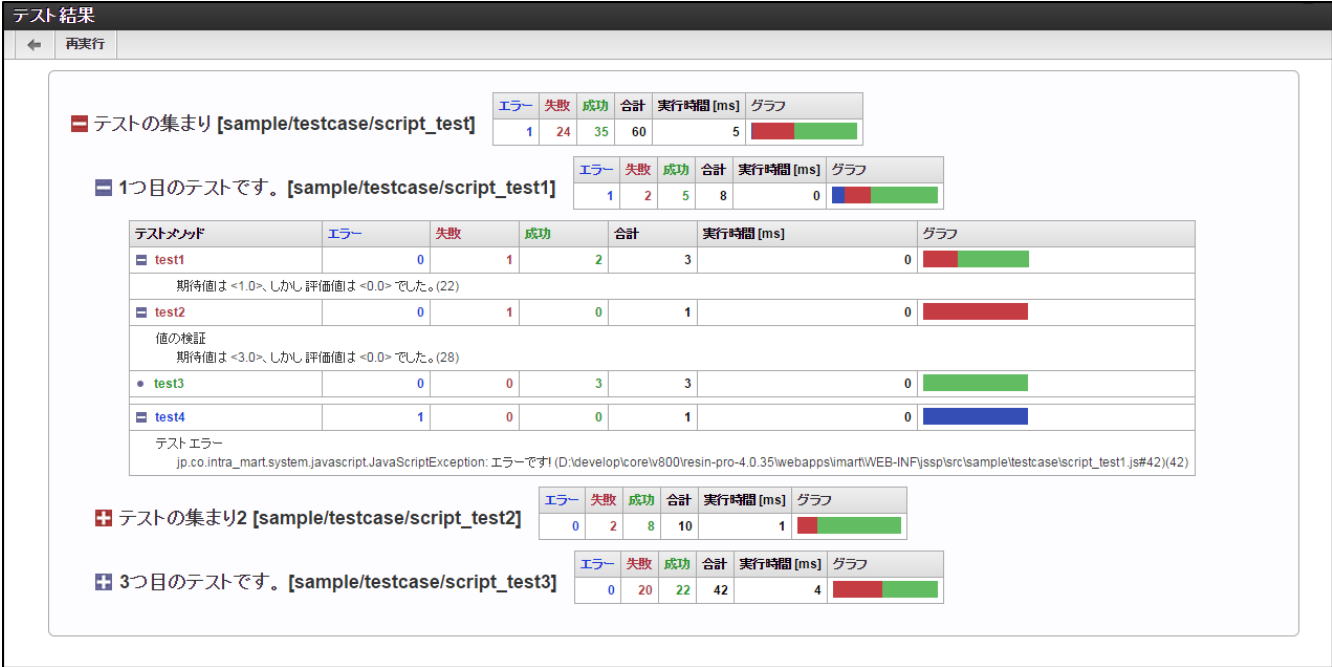 テスト結果
再実行
エラー 失敗 成功 合計 実行時間 [ms] グラフ
テストの集まり [sample/testcase/script_test] 1 24 35 60 5
エラー 失敗 成功 合計 実行時間 [ms] グラフ
1つ目のテストです。[sample/testcase/script_test1] 1 2 5 8 0
テストメソッド エラー 失敗 成功 合計 実行時間 [ms] グラフ
test1 0 1 2 3 0
期待値は <1.0>、しかし 評価値は <0.0> でした。(22)
test2 0 1 0 1 0
値の検証
期待値は <3.0>、しかし 評価値は <0.0> でした。(28)
test3 0 0 3 3 0
test4 1 0 0 1 0
テスト エラー
jp.co.intra_mart.system.javascript.JavaScriptException: エラーです! (D:\develop\core\v800\resin-pro-4.0.35\webapps\imart\WEB-INF\jssp\src\sample\testcase\script_test1.js#42)(42)
エラー 失敗 成功 合計 実行時間 [ms] グラフ
テストの集まり2 [sample/testcase/script_test2] 0 2 8 10 1
エラー 失敗 成功 合計 実行時間 [ms] グラフ
3つ目のテストです。[sample/testcase/script_test3] 0 20 22 42 4